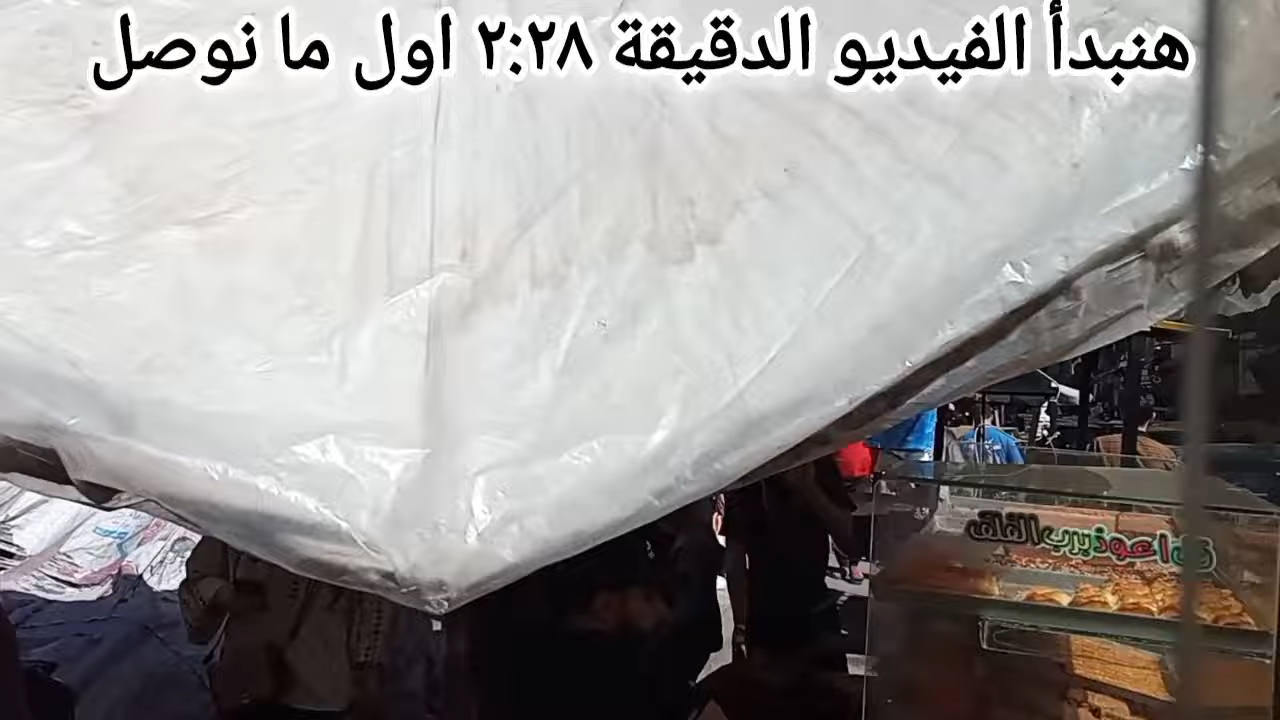 هنبدأ الفيديو الدقيقة ٢:٢٨ اول ما نوصل
قل اعوذ برب الفلق